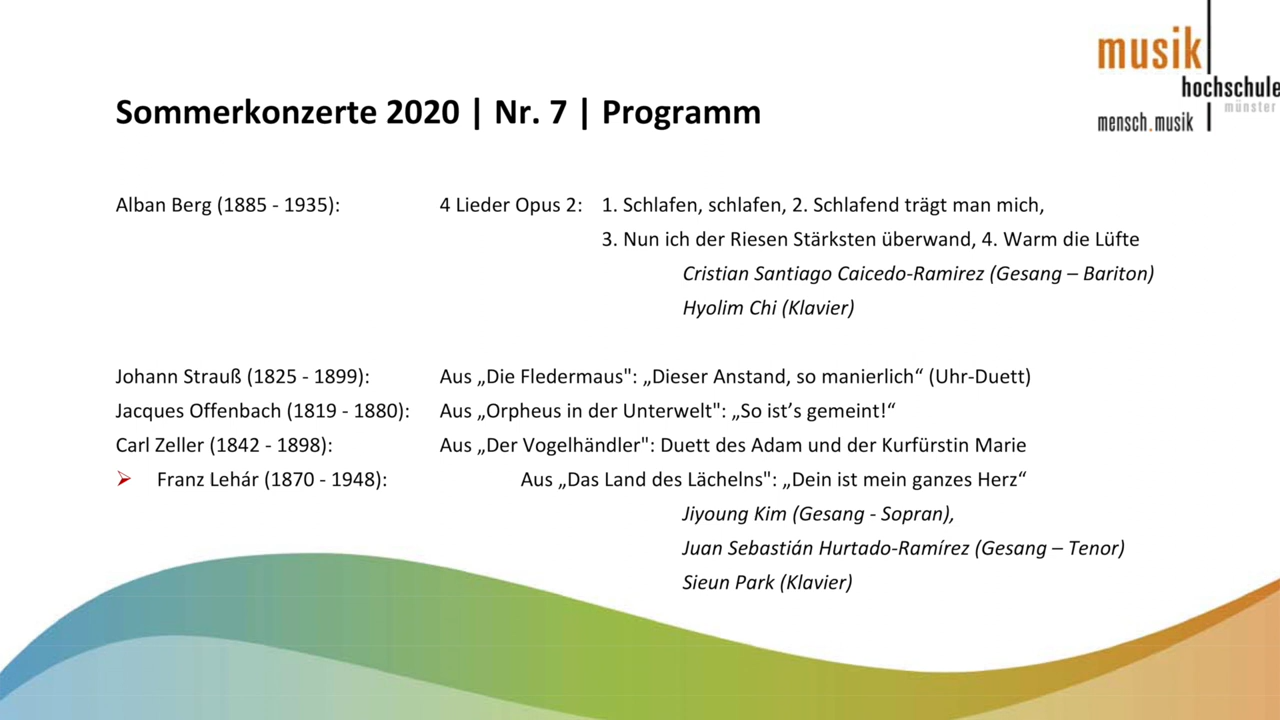 musik
hochschule
münster
mensch.musik
Sommerkonzerte 2020 | Nr. 7 | Programm
Alban Berg (1885 - 1935): 4 Lieder Opus 2: 1. Schlafen, schlafen, 2. Schlafend trägt man mich,
3. Nun ich der Riesen Stärksten überwand, 4. Warm die Lüfte
Cristian Santiago Caicedo-Ramirez (Gesang – Bariton)
Hyolim Chi (Klavier)
Johann Strauß (1825 - 1899): Aus „Die Fledermaus": „Dieser Anstand, so manierlich“ (Uhr-Duett)
Jacques Offenbach (1819 - 1880): Aus „Orpheus in der Unterwelt": „So ist’s gemeint!“
Carl Zeller (1842 - 1898): Aus „Der Vogelhändler": Duett des Adam und der Kurfürstin Marie
Franz Lehár (1870 - 1948): Aus „Das Land des Lächelns": „Dein ist mein ganzes Herz“
Jiyoung Kim (Gesang - Sopran),
Juan Sebastián Hurtado-Ramírez (Gesang – Tenor)
Sieun Park (Klavier)